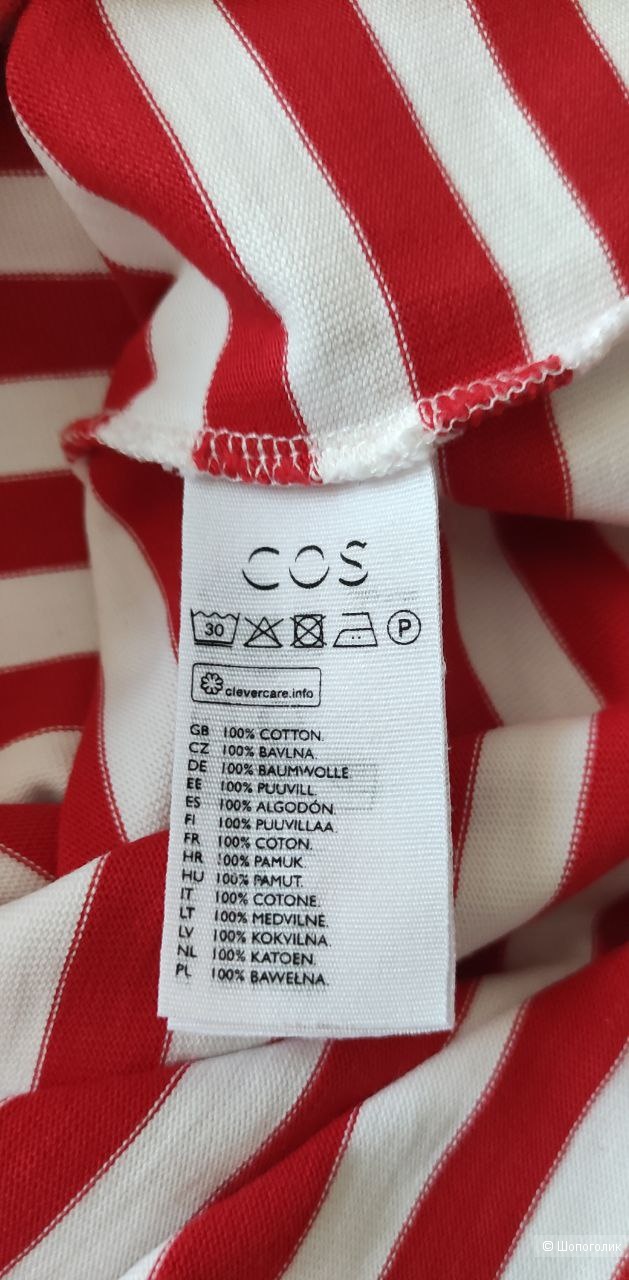 COS
30 P
clevercare.info
GB 100% COTTON.
CZ 100% BAVLNA.
DE 100% BAUMWOLLE.
EE 100% PUUVILL.
ES 100% ALGODÓN.
FI 100% PUUVILLAA.
FR 100% COTON.
HR 100% PAMUK.
HU 100% PAMUT.
IT 100% COTONE.
LT 100% MEDVILNĖ.
LV 100% KOKVILNA.
NL 100% KATOEN.
PL 100% BAWEŁNA.
© Шопоголик